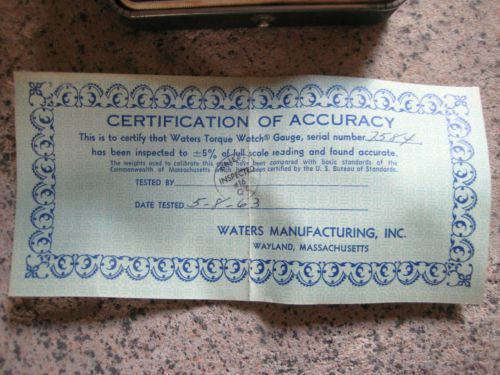 CERTIFICATION OF ACCURACY
This is to certify that Waters Torque Watch® Gauge, serial number 7584
has been inspected to ±5% of full scale reading and found accurate.
The weights used to calibrate this gauge have been compared with basic standards of the
Commonwealth of Massachusetts which have been certified by the U. S. Bureau of Standards.
INSPECTED
TESTED BY
DATE TESTED 5-8-63
WATERS MANUFACTURING, INC.
WAYLAND, MASSACHUSETTS